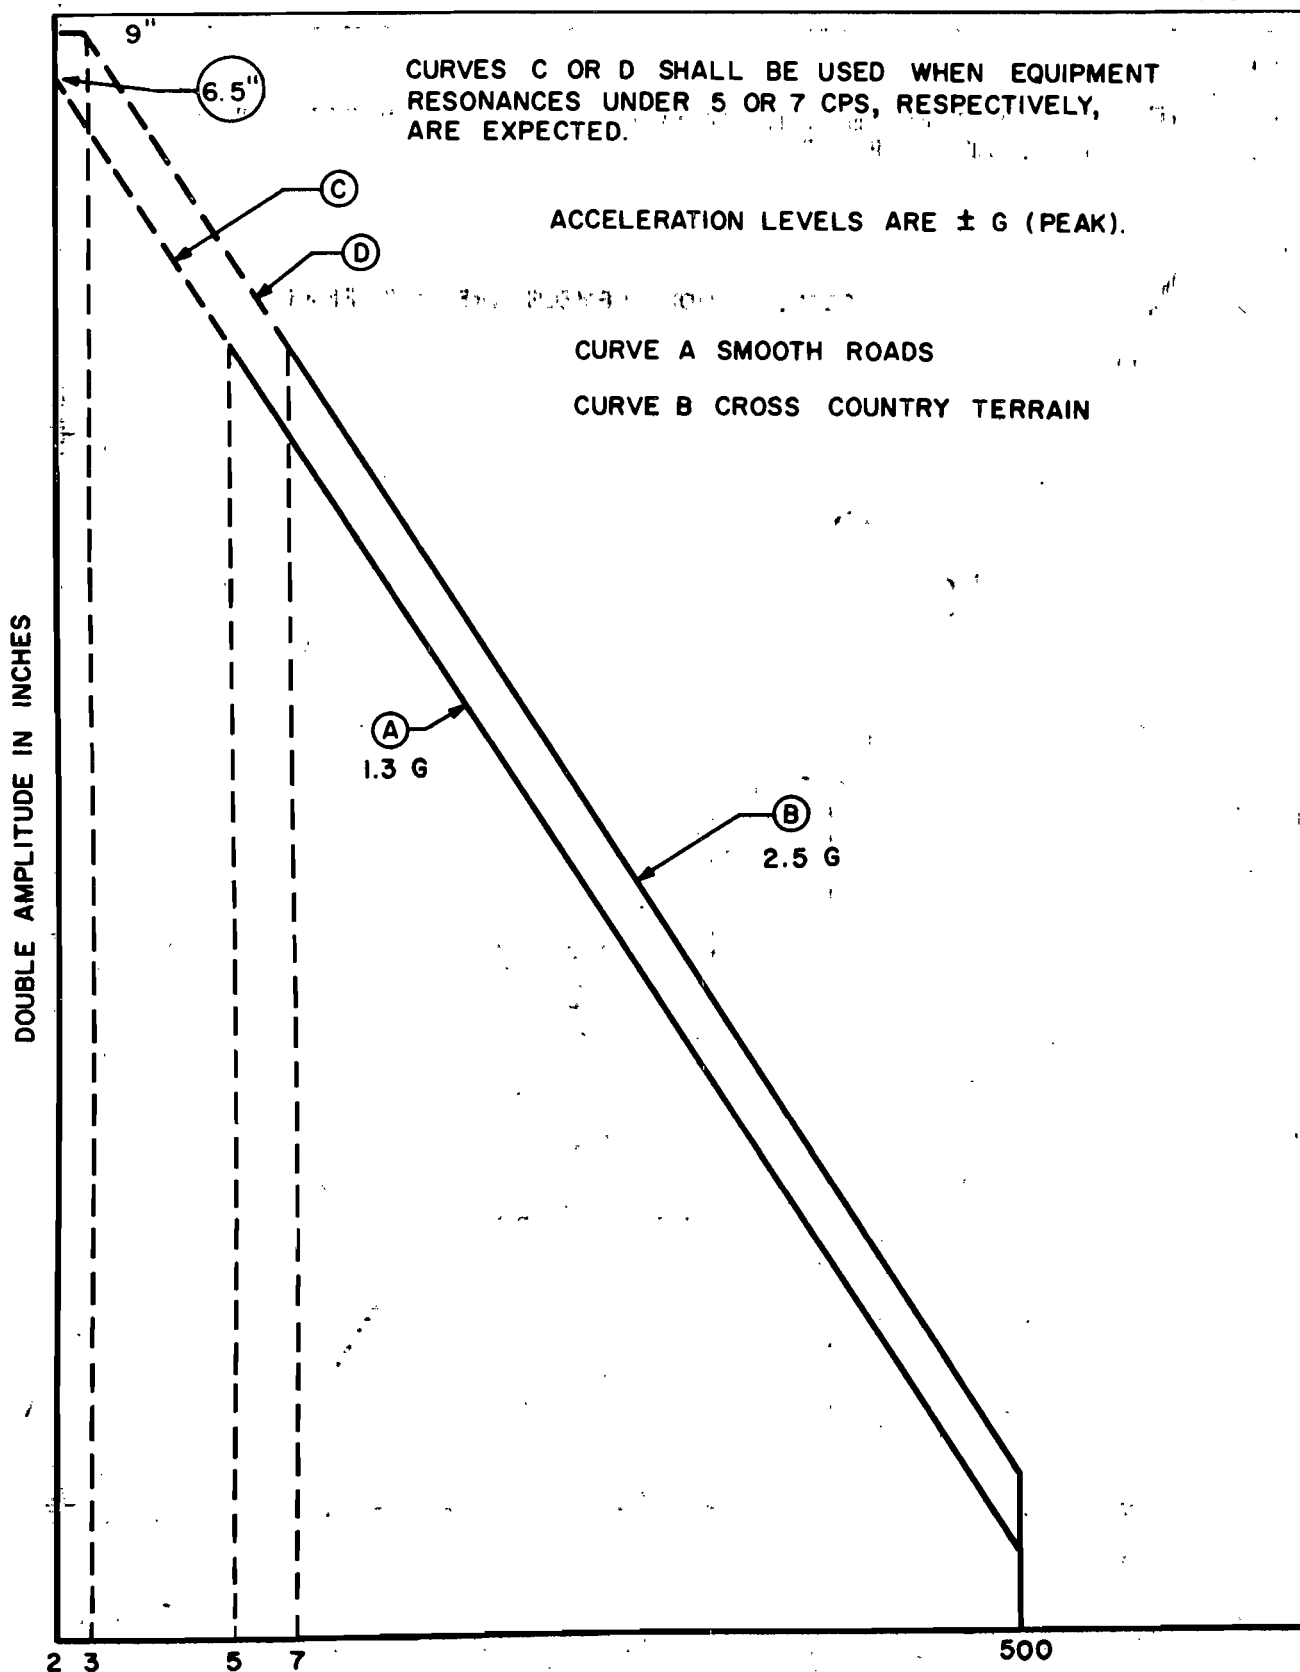 9"
6.5"
CURVES C OR D SHALL BE USED WHEN EQUIPMENT
RESONANCES UNDER 5 OR 7 CPS, RESPECTIVELY,
ARE EXPECTED.
C
ACCELERATION LEVELS ARE ± G (PEAK).
D
CURVE A SMOOTH ROADS
CURVE B CROSS COUNTRY TERRAIN
DOUBLE AMPLITUDE IN INCHES
A
1.3 G
B
2.5 G
2 3 5 7 500